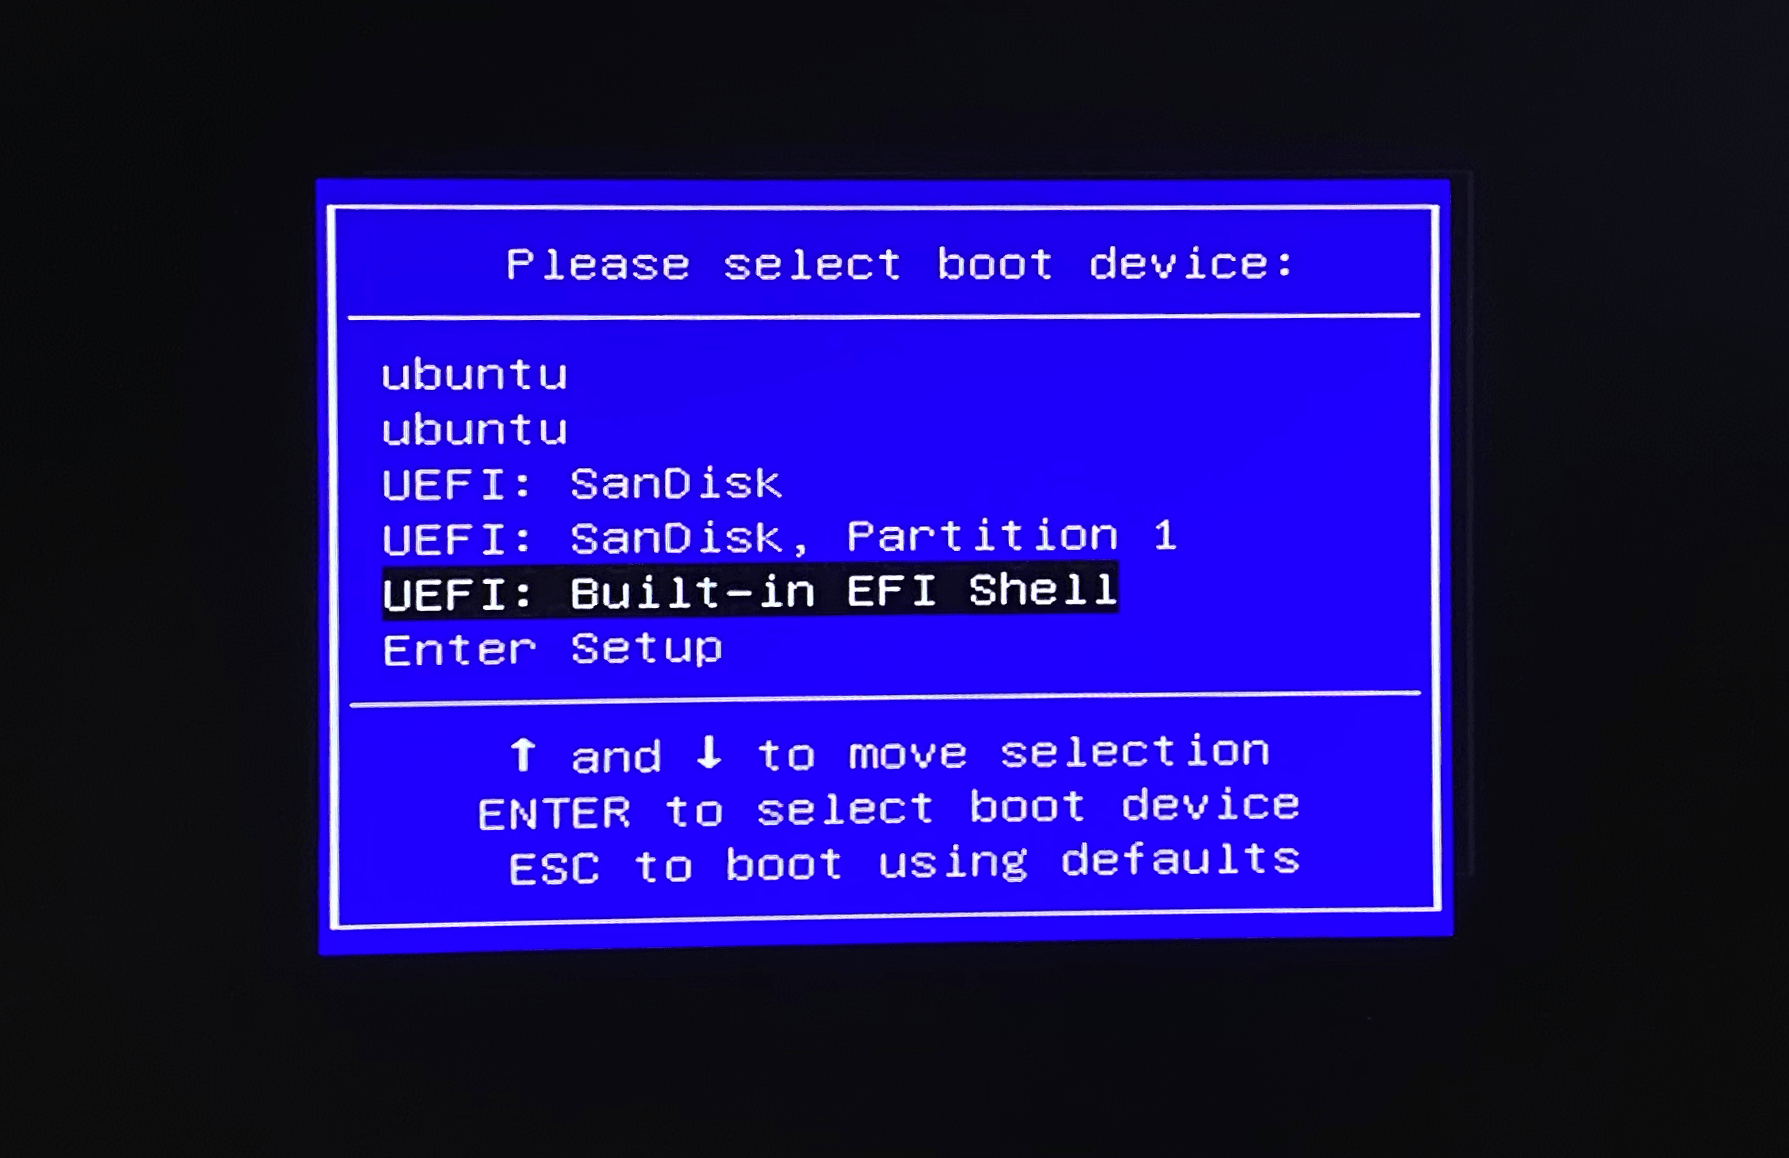 Please select boot device:
ubuntu
ubuntu
UEFI: SanDisk
UEFI: SanDisk, Partition 1
UEFI: Built-in EFI Shell
Enter Setup
↑ and ↓ to move selection
ENTER to select boot device
ESC to boot using defaults